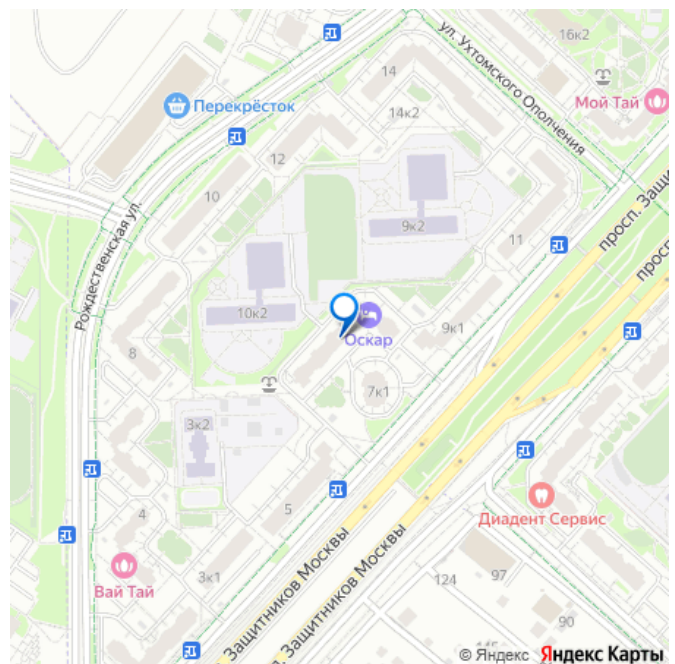 16к2
ул. Ухтомского Ополчения
14
Мой Тай
Перекрёсток
14к2
12
10
9к2
11
просп. Защи
просп.
Рождественская ул.
10к2
9к1
Оскар
8
7к1
3к2
5
4
Диадент Сервис
Защитников Москвы
Защитников Москвы
Вай Тай
3к1
124
97
90
© Яндекс Яндекс Карты